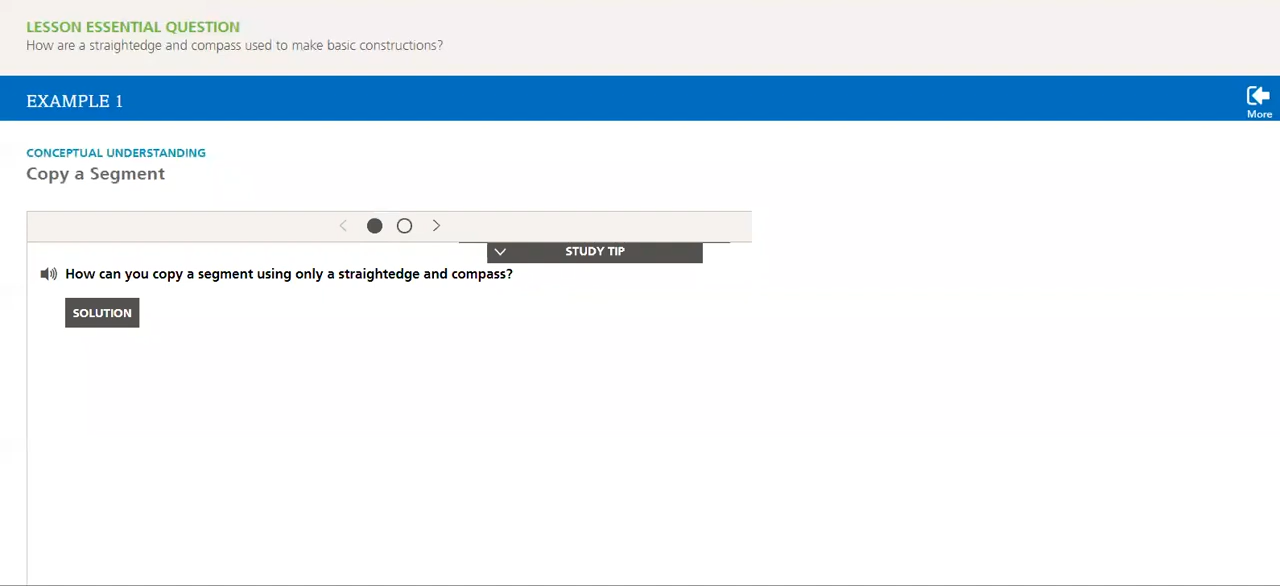 LESSON ESSENTIAL QUESTION
How are a straightedge and compass used to make basic constructions?
EXAMPLE 1
More
CONCEPTUAL UNDERSTANDING
Copy a Segment
STUDY TIP
How can you copy a segment using only a straightedge and compass?
SOLUTION